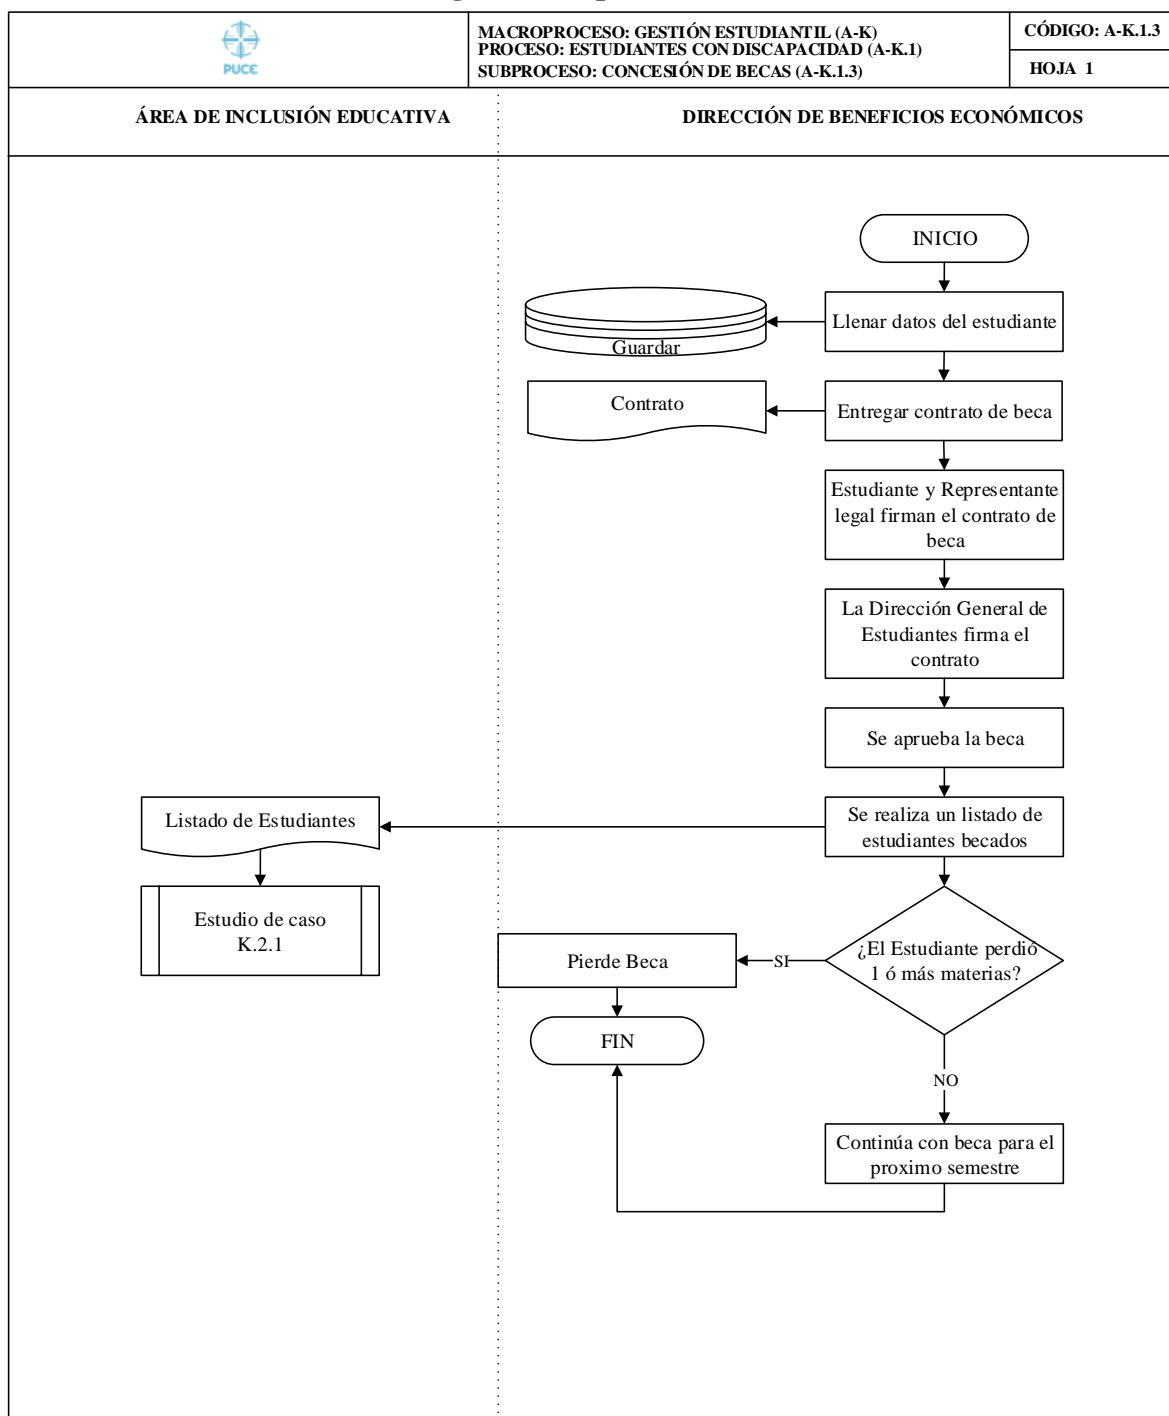 PUCE
MACROPROCESO: GESTIÓN ESTUDIANTIL (A-K)
PROCESO: ESTUDIANTES CON DISCAPACIDAD (A-K.1)
SUBPROCESO: CONCESIÓN DE BECAS (A-K.1.3)
CÓDIGO: A-K.1.3
HOJA 1
ÁREA DE INCLUSIÓN EDUCATIVA
DIRECCIÓN DE BENEFICIOS ECONÓMICOS
INICIO
Llenar datos del estudiante
Guardar
Entregar contrato de beca
Contrato
Estudiante y Representante
legal firman el contrato de
beca
La Dirección General de
Estudiantes firma el
contrato
Se aprueba la beca
Se realiza un listado de
estudiantes becados
Listado de Estudiantes
Estudio de caso
K.2.1
¿El Estudiante perdió
1 ó más materias?
SI
Pierde Beca
FIN
NO
Continúa con beca para el
proximo semestre